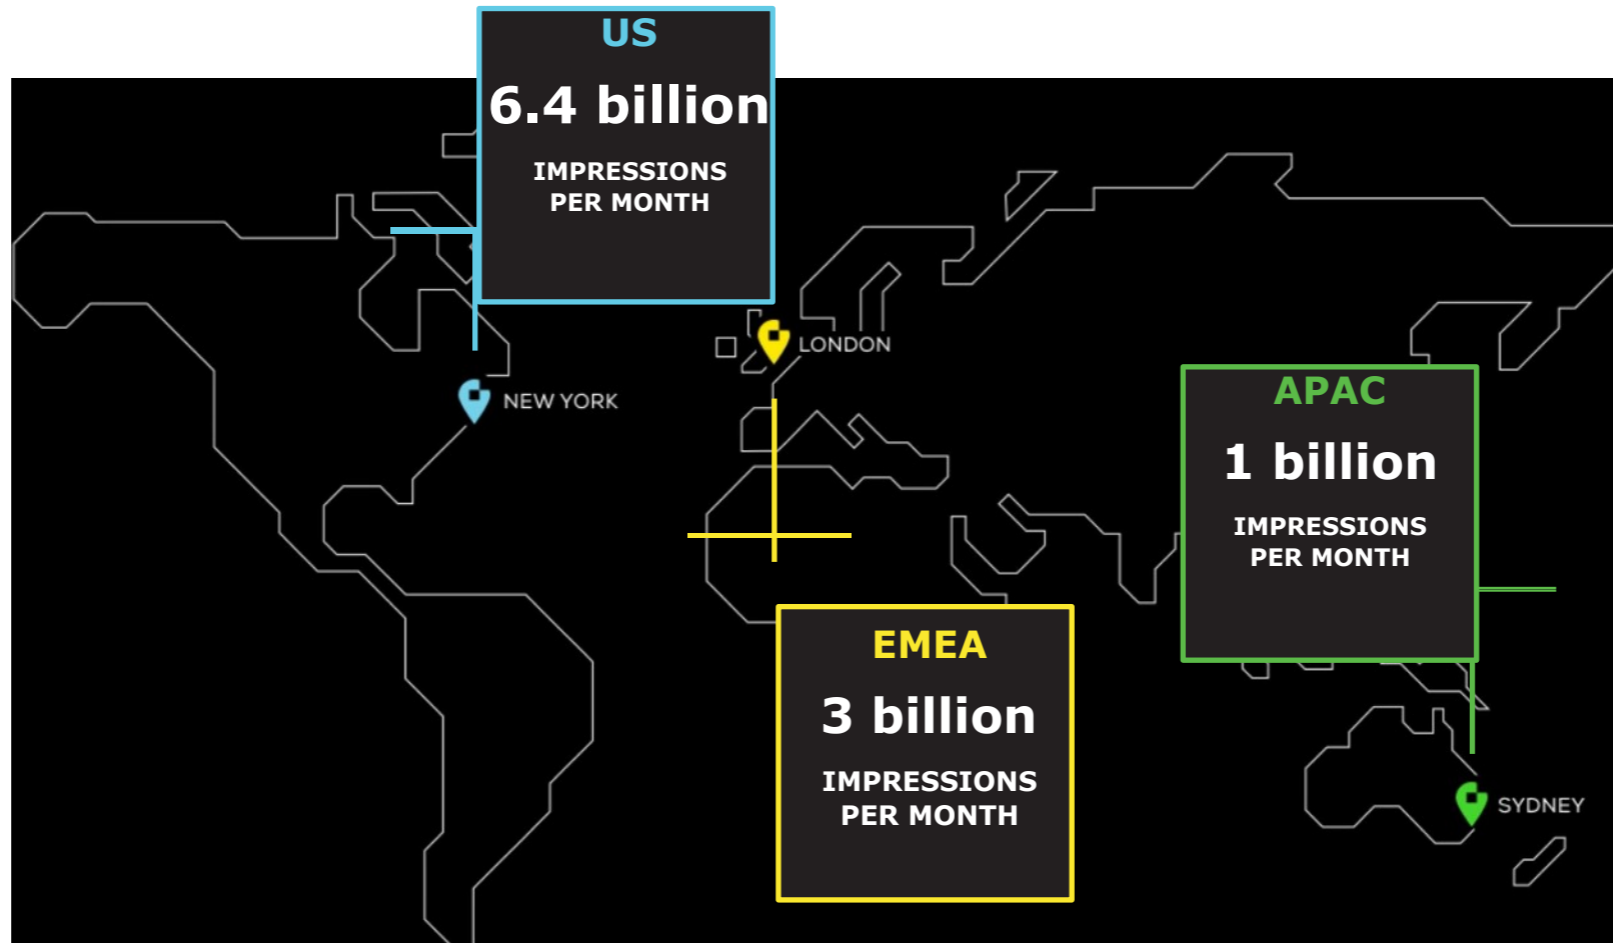 US
6.4 billion
IMPRESSIONS
PER MONTH
LONDON
NEW YORK
APAC
1 billion
IMPRESSIONS
PER MONTH
EMEA
3 billion
IMPRESSIONS
PER MONTH
SYDNEY